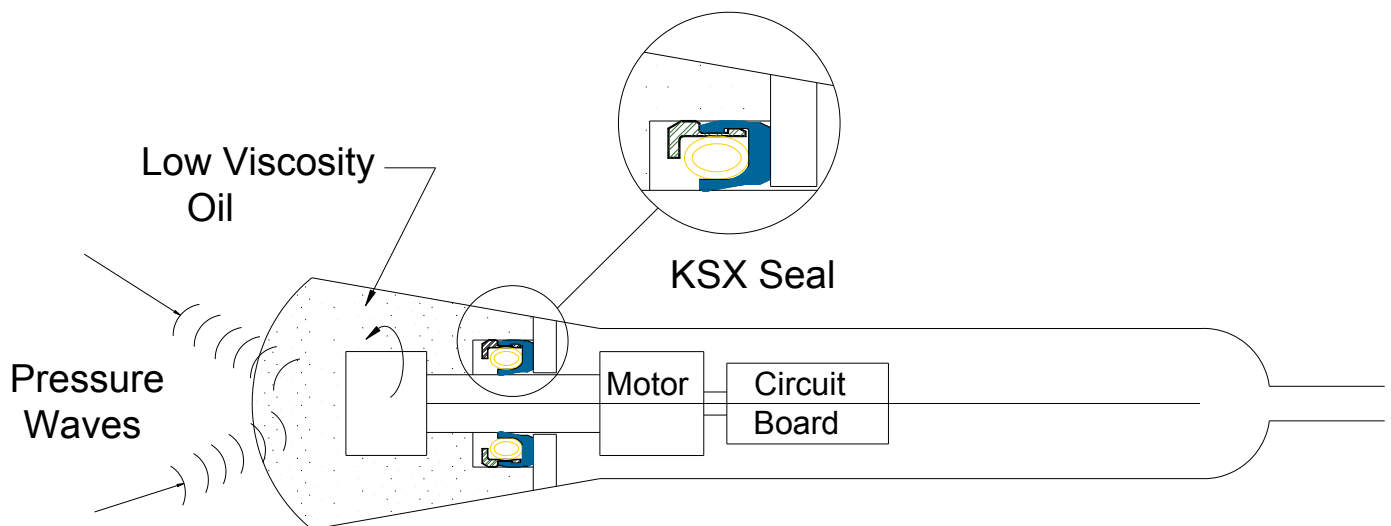 Low Viscosity
Oil
KSX Seal
Pressure
Waves
Motor
Circuit
Board